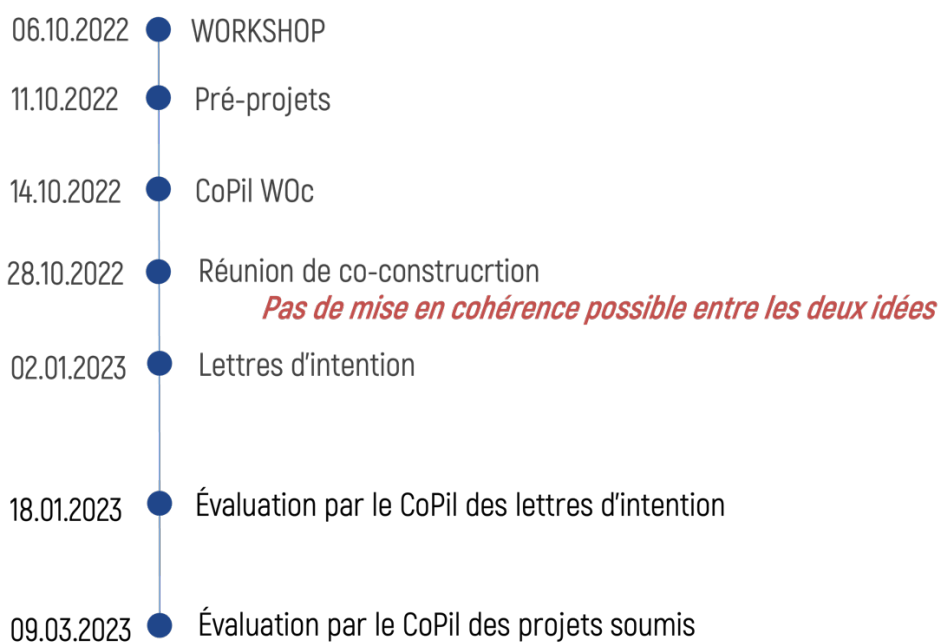 06.10.2022 WORKSHOP
11.10.2022 Pré-projets
14.10.2022 CoPil WOc
28.10.2022 Réunion de co-construcrtion
Pas de mise en cohérence possible entre les deux idées
02.01.2023 Lettres d'intention
18.01.2023 Évaluation par le CoPil des lettres d'intention
09.03.2023 Évaluation par le CoPil des projets soumis